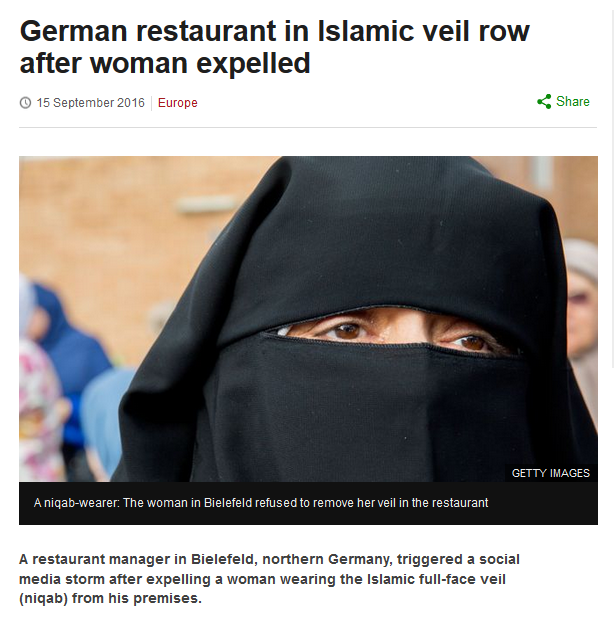 German restaurant in Islamic veil row
after woman expelled
15 September 2016 Europe
Share
GETTY IMAGES
A niqab-wearer: The woman in Bielefeld refused to remove her veil in the restaurant
A restaurant manager in Bielefeld, northern Germany, triggered a social
media storm after expelling a woman wearing the Islamic full-face veil
(niqab) from his premises.